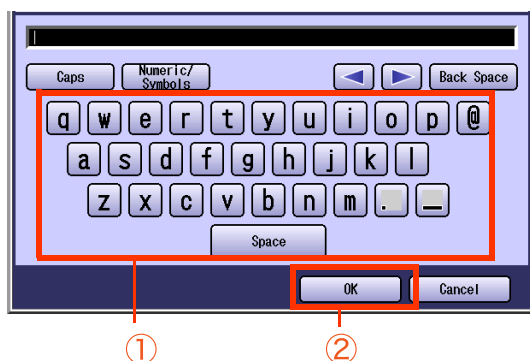 Caps Numeric/ Symbols Back Space
q w e r t y u i o p @
a s d f g h j k l
z x c v b n m . _
Space
OK Cancel
① ②